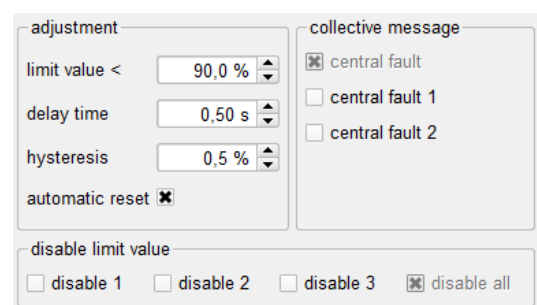 adjustment
limit value < 90,0 %
delay time 0,50 s
hysteresis 0,5 %
automatic reset
collective message
central fault
central fault 1
central fault 2
disable limit value
disable 1 disable 2 disable 3 disable all